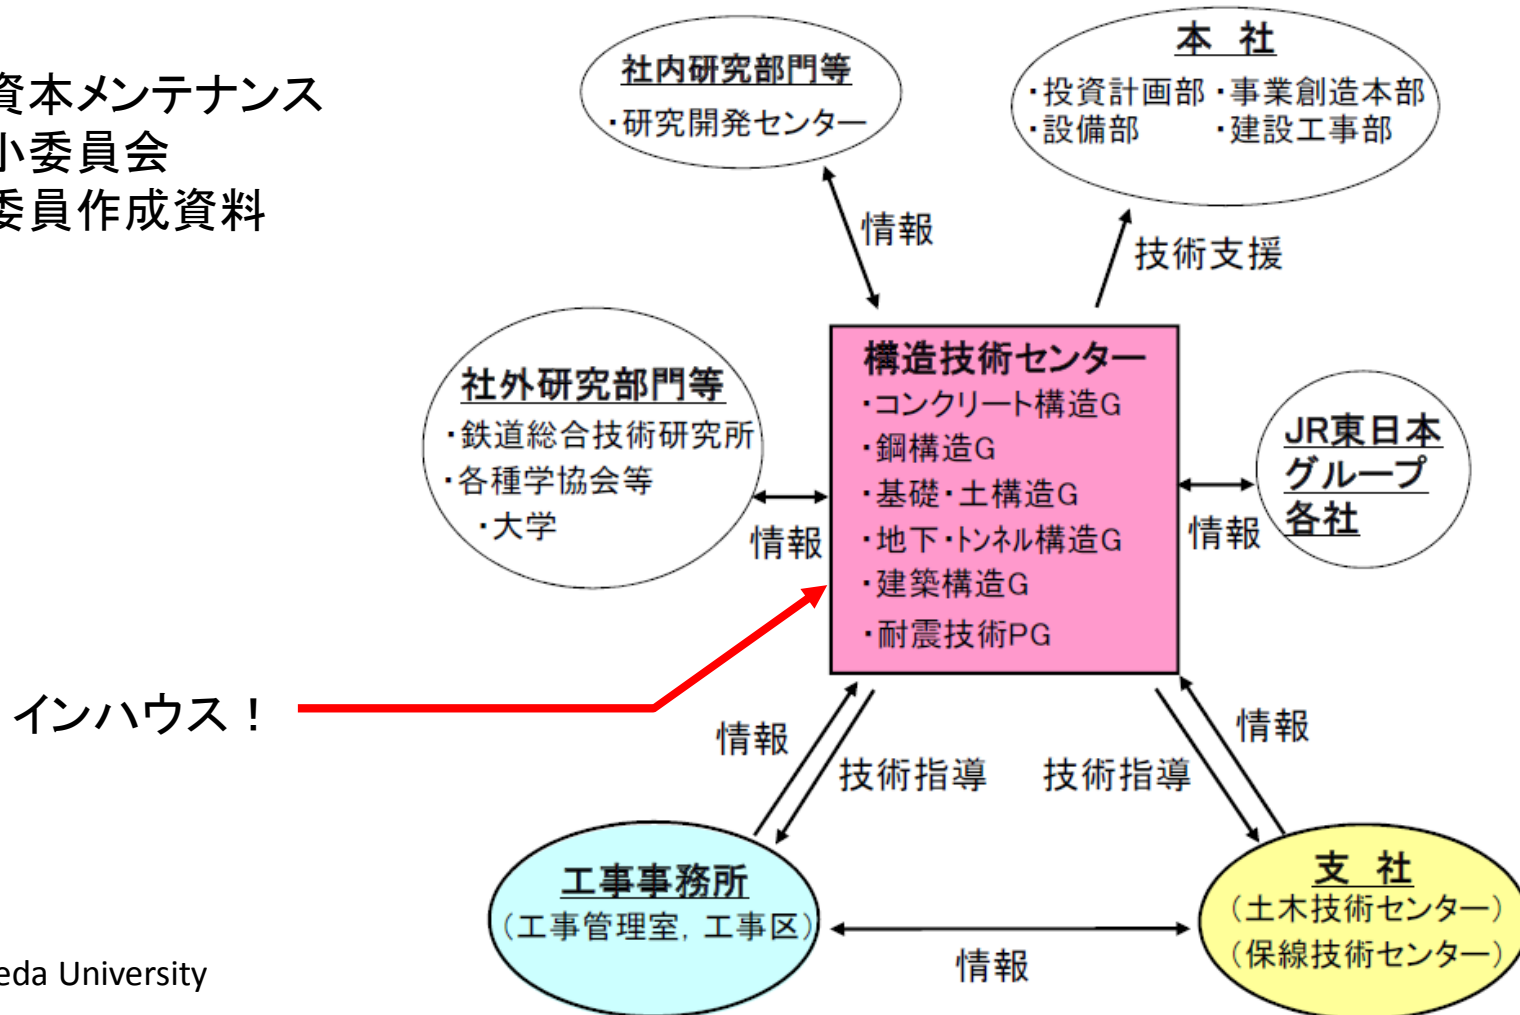 資本メンテナンス
小委員会
委員作成資料
社内研究部門等
・研究開発センター
本 社
・投資計画部 ・事業創造本部
・設備部 ・建設工事部
情報
技術支援
社外研究部門等
・鉄道総合技術研究所
・各種学協会等
・大学
情報
構造技術センター
・コンクリート構造G
・鋼構造G
・基礎・土構造G
・地下・トンネル構造G
・建築構造G
・耐震技術PG
情報
JR東日本
グループ
各社
インハウス！
情報
技術指導
技術指導
情報
工事事務所
（工事管理室，工事区）
情報
支 社
（土木技術センター）
（保線技術センター）
eda University